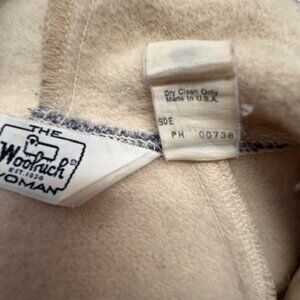 Dry Clean Only
Made in U.S.A.
SDE
PH 00738
THE
Woolrich
EST. 1830
WOMAN